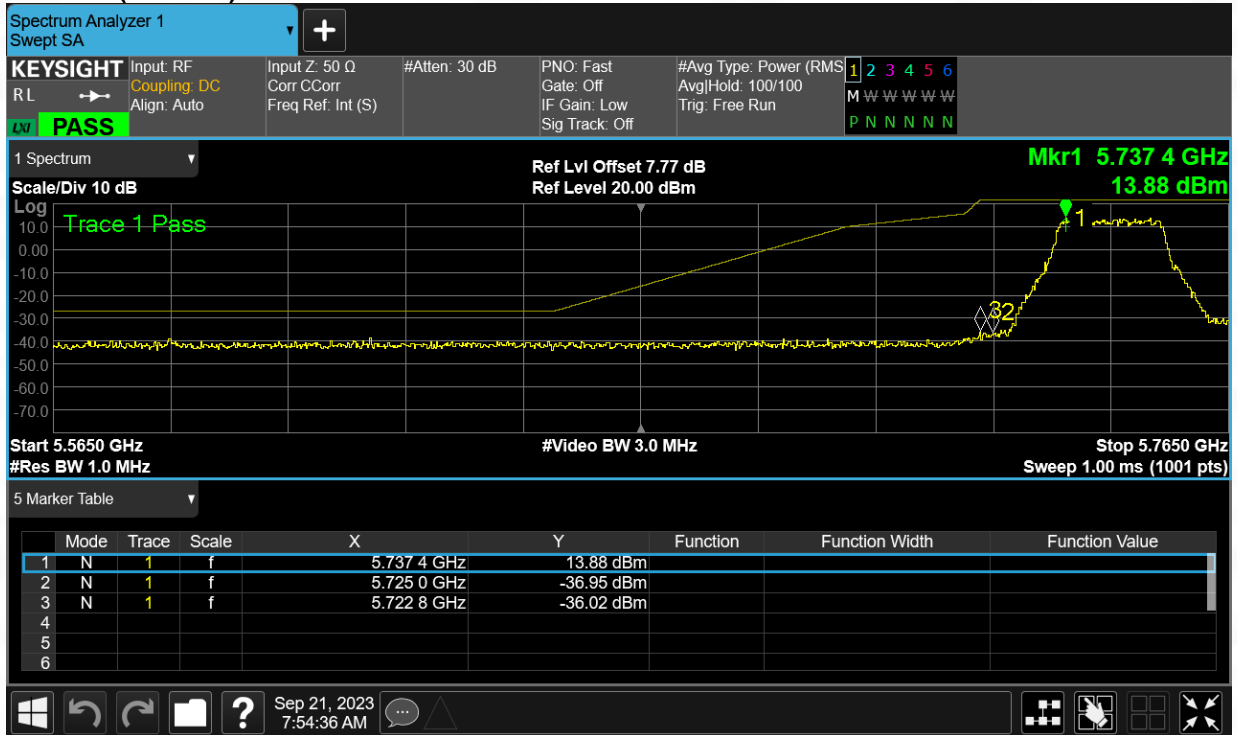 Spectrum Analyzer 1
Swept SA
KEYSIGHT
RL
LXI PASS
Input: RF
Coupling: DC
Align: Auto
Input Z: 50 Ω
Corr CCorr
Freq Ref: Int (S)
#Atten: 30 dB
PNO: Fast
Gate: Off
IF Gain: Low
Sig Track: Off
#Avg Type: Power (RMS
Avg|Hold: 100/100
Trig: Free Run
1 2 3 4 5 6
M W W W W W
P N N N N N
1 Spectrum
Scale/Div 10 dB
Ref Lvl Offset 7.77 dB
Ref Level 20.00 dBm
Mkr1 5.737 4 GHz
13.88 dBm
Log
Trace 1 Pass
10.0
0.00
-10.0
-20.0
-30.0
-40.0
-50.0
-60.0
-70.0
1
32
Start 5.5650 GHz
#Res BW 1.0 MHz
#Video BW 3.0 MHz
Stop 5.7650 GHz
Sweep 1.00 ms (1001 pts)
5 Marker Table
Mode Trace Scale X Y Function Function Width Function Value
1 N 1 f 5.737 4 GHz 13.88 dBm
2 N 1 f 5.725 0 GHz -36.95 dBm
3 N 1 f 5.722 8 GHz -36.02 dBm
4
5
6
?
Sep 21, 2023
7:54:36 AM